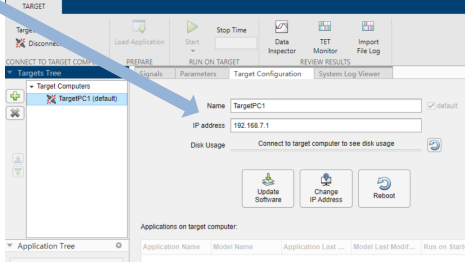 TARGET
Disconnect
Load Application
Start
Stop Time
Data Inspector
TET Monitor
Import File Log
CONNECT TO TARGET COMP
PREPARE
RUN ON TARGET
REVIEW RESULTS
Targets Tree
Signals
Parameters
Target Configuration
System Log Viewer
Target Computers
TargetPC1 (default)
Name
TargetPC1
default
IP address
192.168.7.1
Disk Usage
Connect to target computer to see disk usage
Update Software
Change IP Address
Reboot
Applications on target computer:
Application Tree
Application Name
Model Name
Application Last ...
Model Last Modif...
Run on Start